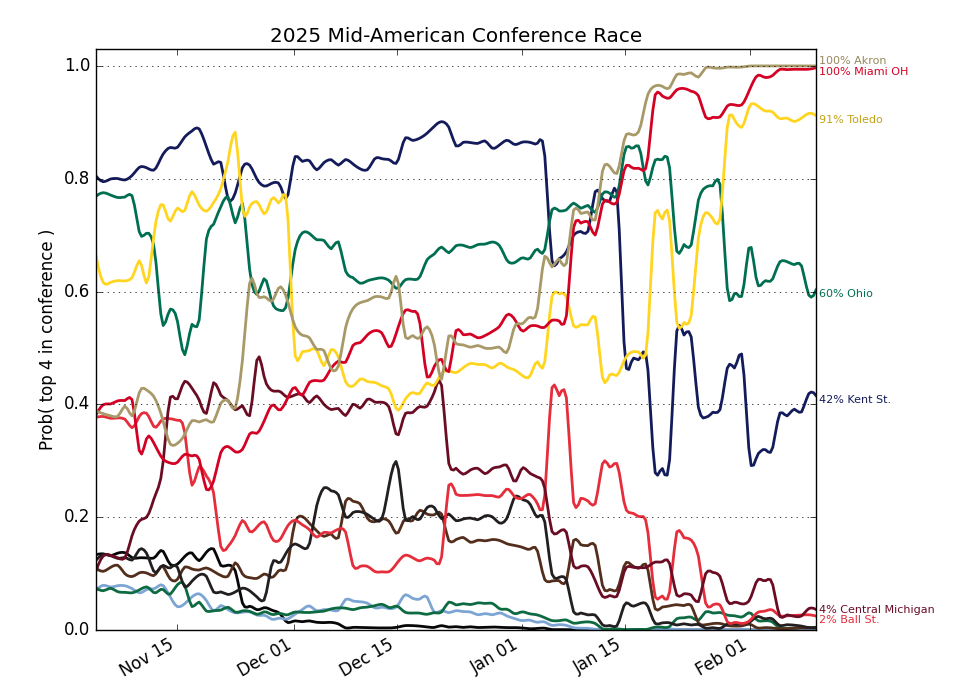 2025 Mid-American Conference Race
Prob( top 4 in conference )
1.0
0.8
0.6
0.4
0.2
0.0
Nov 15
Dec 01
Dec 15
Jan 01
Jan 15
Feb 01
100% Akron
100% Miami OH
91% Toledo
60% Ohio
42% Kent St.
4% Central Michigan
2% Ball St.